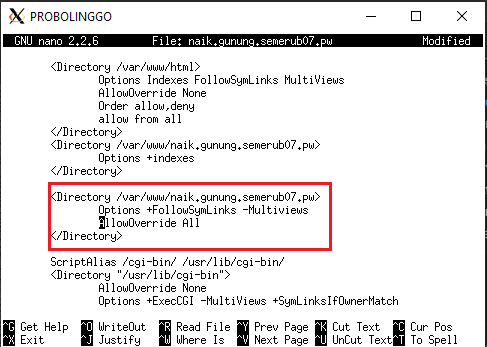 PROBOLINGGO
GNU nano 2.2.6 File: naik.gunung.semerub07.pw Modified
<Directory /var/www/html>
Options Indexes FollowSymLinks MultiViews
AllowOverride None
Order allow,deny
allow from all
</Directory>
<Directory /var/www/naik.gunung.semerub07.pw>
Options +indexes
</Directory>
<Directory /var/www/naik.gunung.semerub07.pw>
Options +FollowSymLinks -Multiviews
AllowOverride All
</Directory>
ScriptAlias /cgi-bin/ /usr/lib/cgi-bin/
<Directory "/usr/lib/cgi-bin">
AllowOverride None
Options +ExecCGI -MultiViews +SymLinksIfOwnerMatch
^G Get Help ^O WriteOut ^R Read File ^Y Prev Page ^K Cut Text ^C Cur Pos
^X Exit ^J Justify ^W Where Is ^V Next Page ^U UnCut Text ^T To Spell